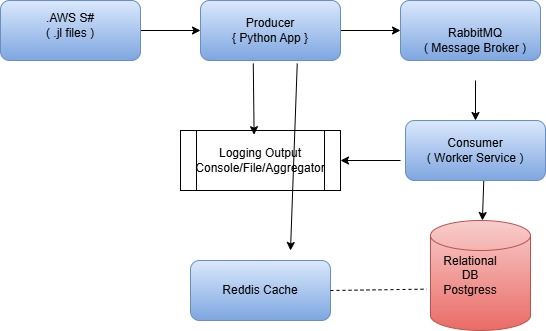 .AWS S#
( .jl files )
Producer
{ Python App }
RabbitMQ
( Message Broker )
Logging Output
Console/File/Aggregator
Consumer
( Worker Service )
Reddis Cache
Relational
DB
Postgress